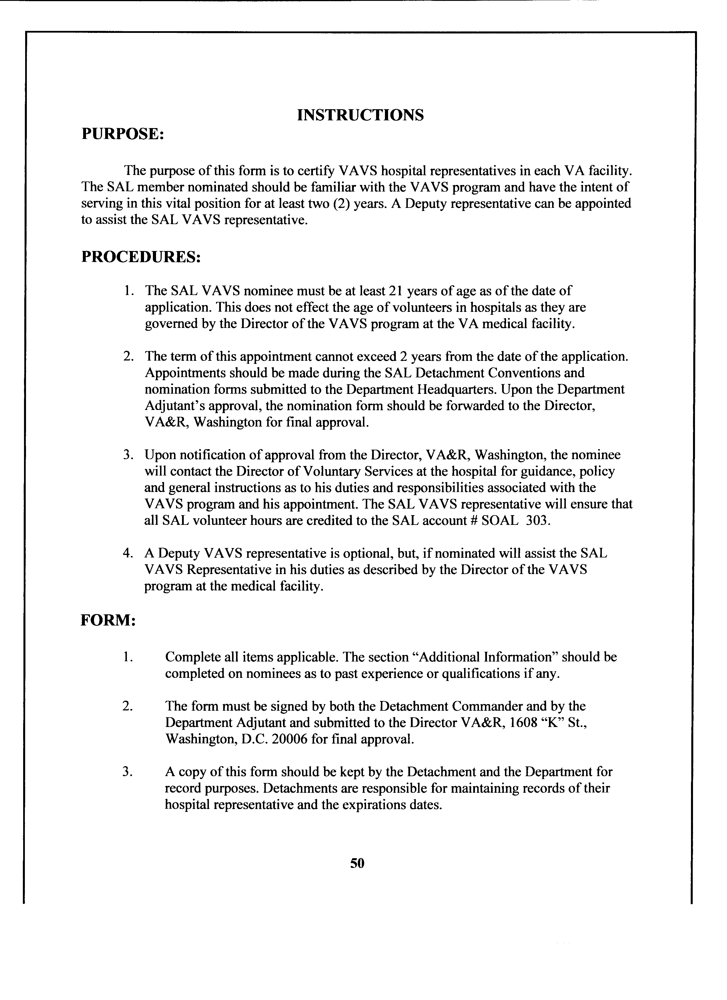 INSTRUCTIONS
PURPOSE:
The purpose of this form is to certify VAVS hospital representatives in each VA facility.
The SAL member nominated should be familiar with the VAVS program and have the intent of
serving in this vital position for at least two (2) years. A Deputy representative can be appointed
to assist the SAL VAVS representative.
PROCEDURES:
1. The SAL VAVS nominee must be at least 21 years of age as of the date of
application. This does not effect the age of volunteers in hospitals as they are
governed by the Director of the VAVS program at the VA medical facility.
2. The term of this appointment cannot exceed 2 years from the date of the application.
Appointments should be made during the SAL Detachment Conventions and
nomination forms submitted to the Department Headquarters. Upon the Department
Adjutant’s approval, the nomination form should be forwarded to the Director,
VA&R, Washington for final approval.
3. Upon notification of approval from the Director, VA&R, Washington, the nominee
will contact the Director of Voluntary Services at the hospital for guidance, policy
and general instructions as to his duties and responsibilities associated with the
VAVS program and his appointment. The SAL VAVS representative will ensure that
all SAL volunteer hours are credited to the SAL account # SOAL 303.
4. A Deputy VAVS representative is optional, but, if nominated will assist the SAL
VAVS Representative in his duties as described by the Director of the VAVS
program at the medical facility.
FORM:
1. Complete all items applicable. The section “Additional Information” should be
completed on nominees as to past experience or qualifications if any.
2. The form must be signed by both the Detachment Commander and by the
Department Adjutant and submitted to the Director VA&R, 1608 “K” St.,
Washington, D.C. 20006 for final approval.
3. A copy of this form should be kept by the Detachment and the Department for
record purposes. Detachments are responsible for maintaining records of their
hospital representative and the expirations dates.
50